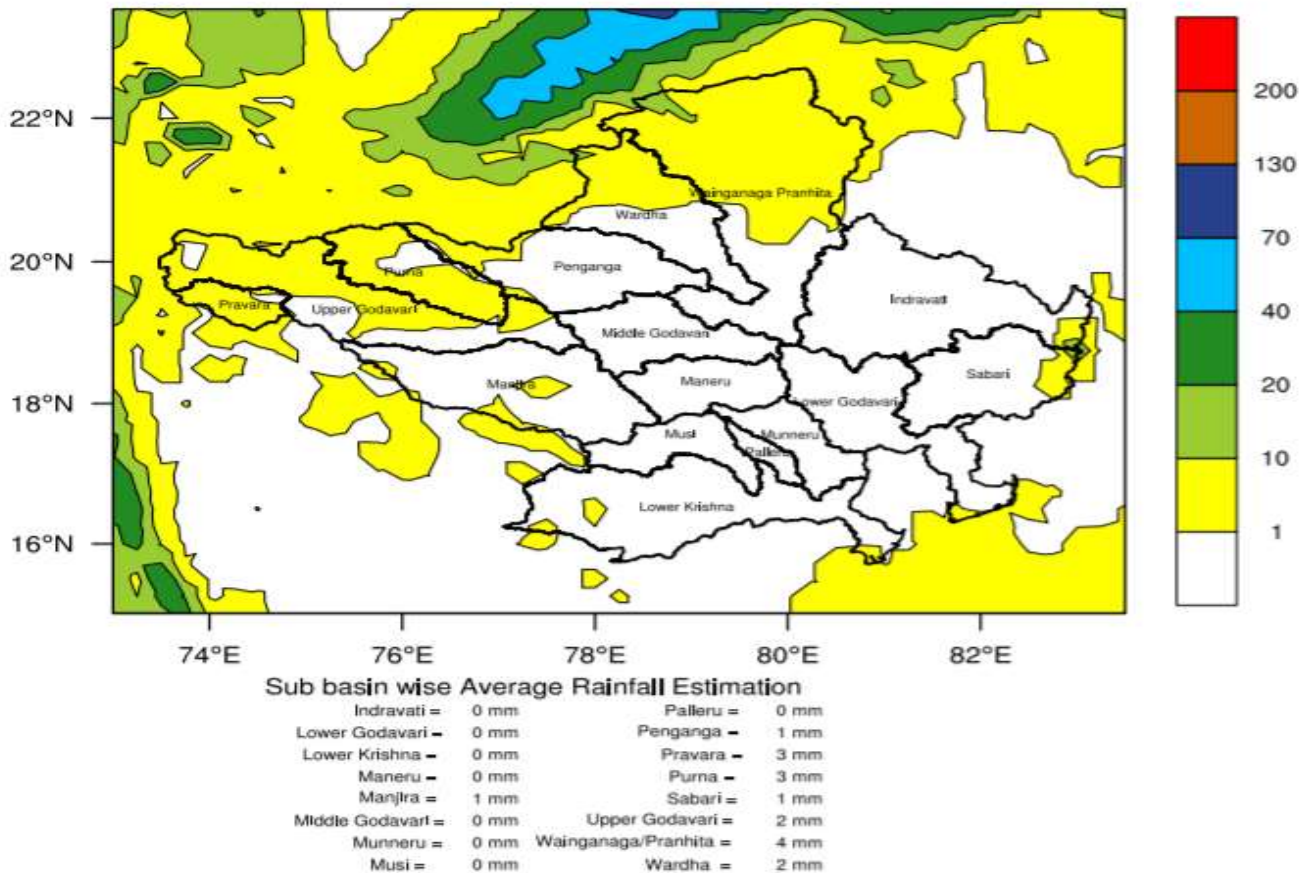 22°N
20°N
18°N
16°N
74°E 76°E 78°E 80°E 82°E
200
130
70
40
20
10
1
Wainganaga Pranhita
Wardha
Purna
Penganga
Pravara
Upper Godavari
Indravati
Middle Godavari
Manjira
Maneru
Sabari
Lower Godavari
Musi
Munneru
Palleru
Lower Krishna
Sub basin wise Average Rainfall Estimation
Indravati = 0 mm Palleru = 0 mm
Lower Godavari = 0 mm Penganga = 1 mm
Lower Krishna = 0 mm Pravara = 3 mm
Maneru = 0 mm Purna = 3 mm
Manjira = 1 mm Sabari = 1 mm
Middle Godavari = 0 mm Upper Godavari = 2 mm
Munneru = 0 mm Wainganaga/Pranhita = 4 mm
Musi = 0 mm Wardha = 2 mm